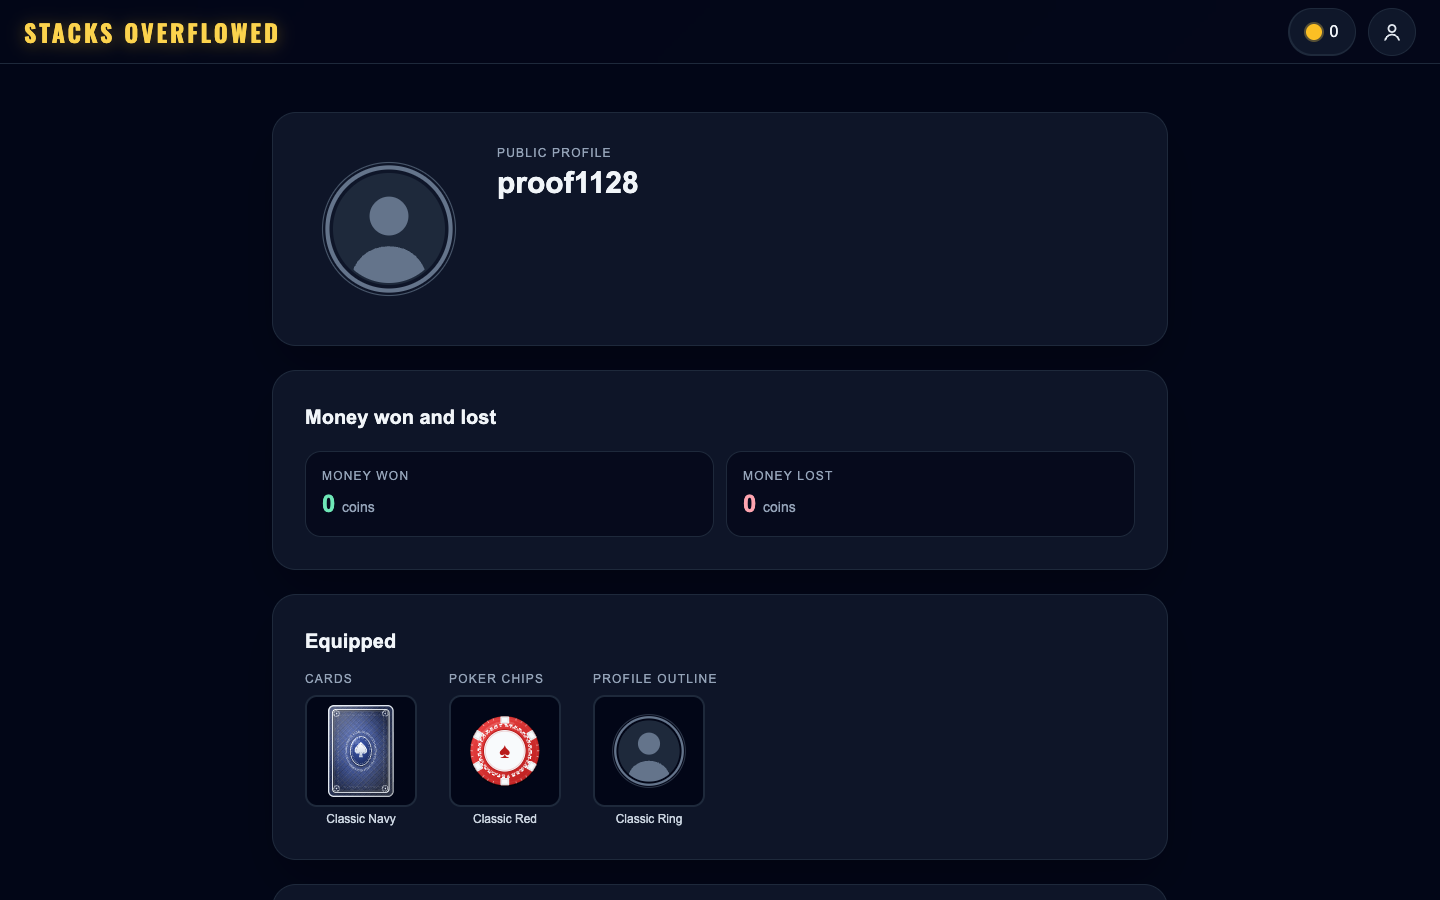 STACKS OVERFLOWED
0
PUBLIC PROFILE
proof1128
Money won and lost
MONEY WON
0 coins
MONEY LOST
0 coins
Equipped
CARDS
POKER CHIPS
PROFILE OUTLINE
Classic Navy
Classic Red
Classic Ring